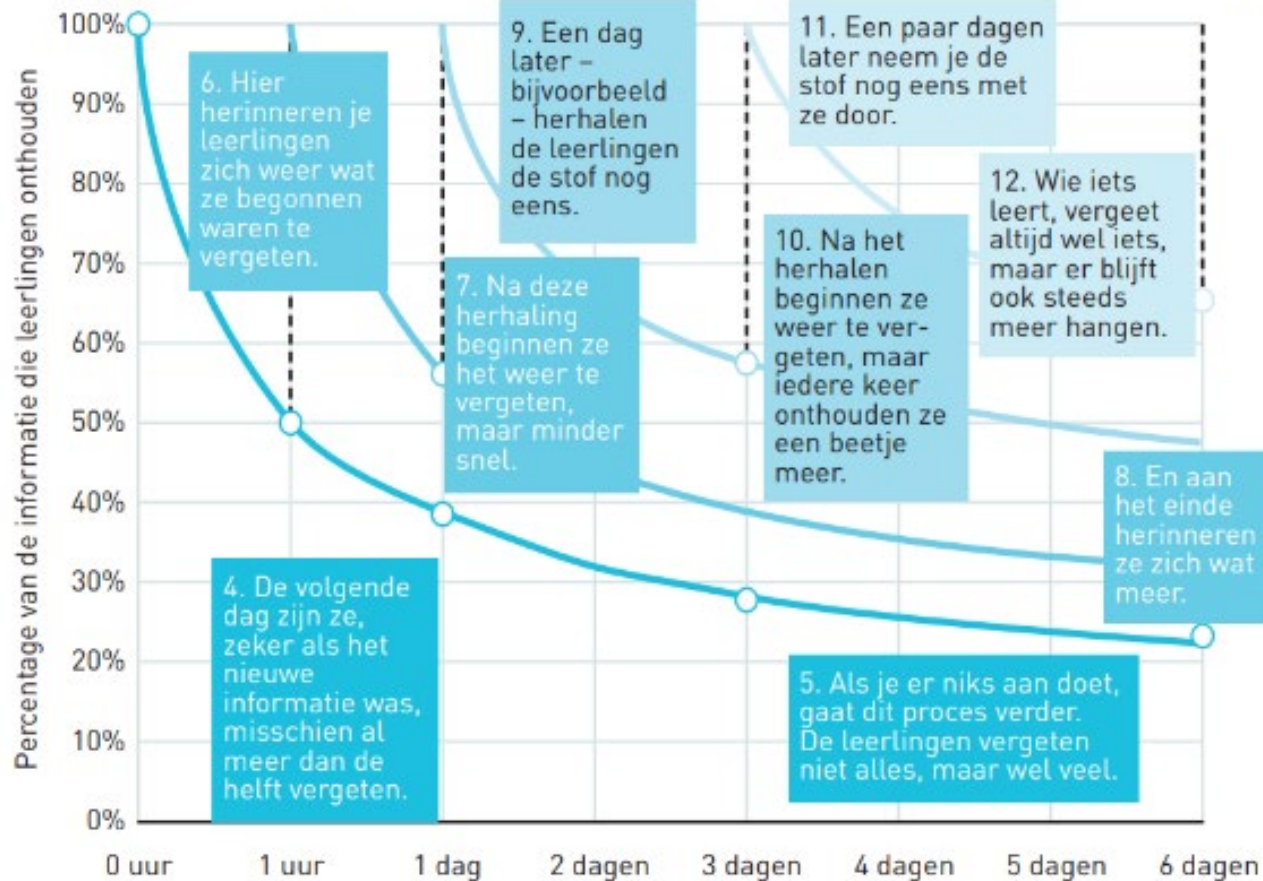 Percentage van de informatie die leerlingen onthouden
100%
90%
80%
70%
60%
50%
40%
30%
20%
10%
0%
0 uur
1 uur
1 dag
2 dagen
3 dagen
4 dagen
5 dagen
6 dagen
4. De volgende
dag zijn ze,
zeker als het
nieuwe
informatie was,
misschien al
meer dan de
helft vergeten.
5. Als je er niks aan doet,
gaat dit proces verder.
De leerlingen vergeten
niet alles, maar wel veel.
6. Hier
herinneren je
leerlingen
zich weer wat
ze begonnen
waren te
vergeten.
7. Na deze
herhaling
beginnen ze
het weer te
vergeten,
maar minder
snel.
8. En aan
het einde
herinneren
ze zich wat
meer.
9. Een dag
later –
bijvoorbeeld
– herhalen
de leerlingen
de stof nog
eens.
10. Na het
herhalen
beginnen ze
weer te ver-
geten, maar
iedere keer
onthouden ze
een beetje
meer.
11. Een paar dagen
later neem je de
stof nog eens met
ze door.
12. Wie iets
leert, vergeet
altijd wel iets,
maar er blijft
ook steeds
meer hangen.